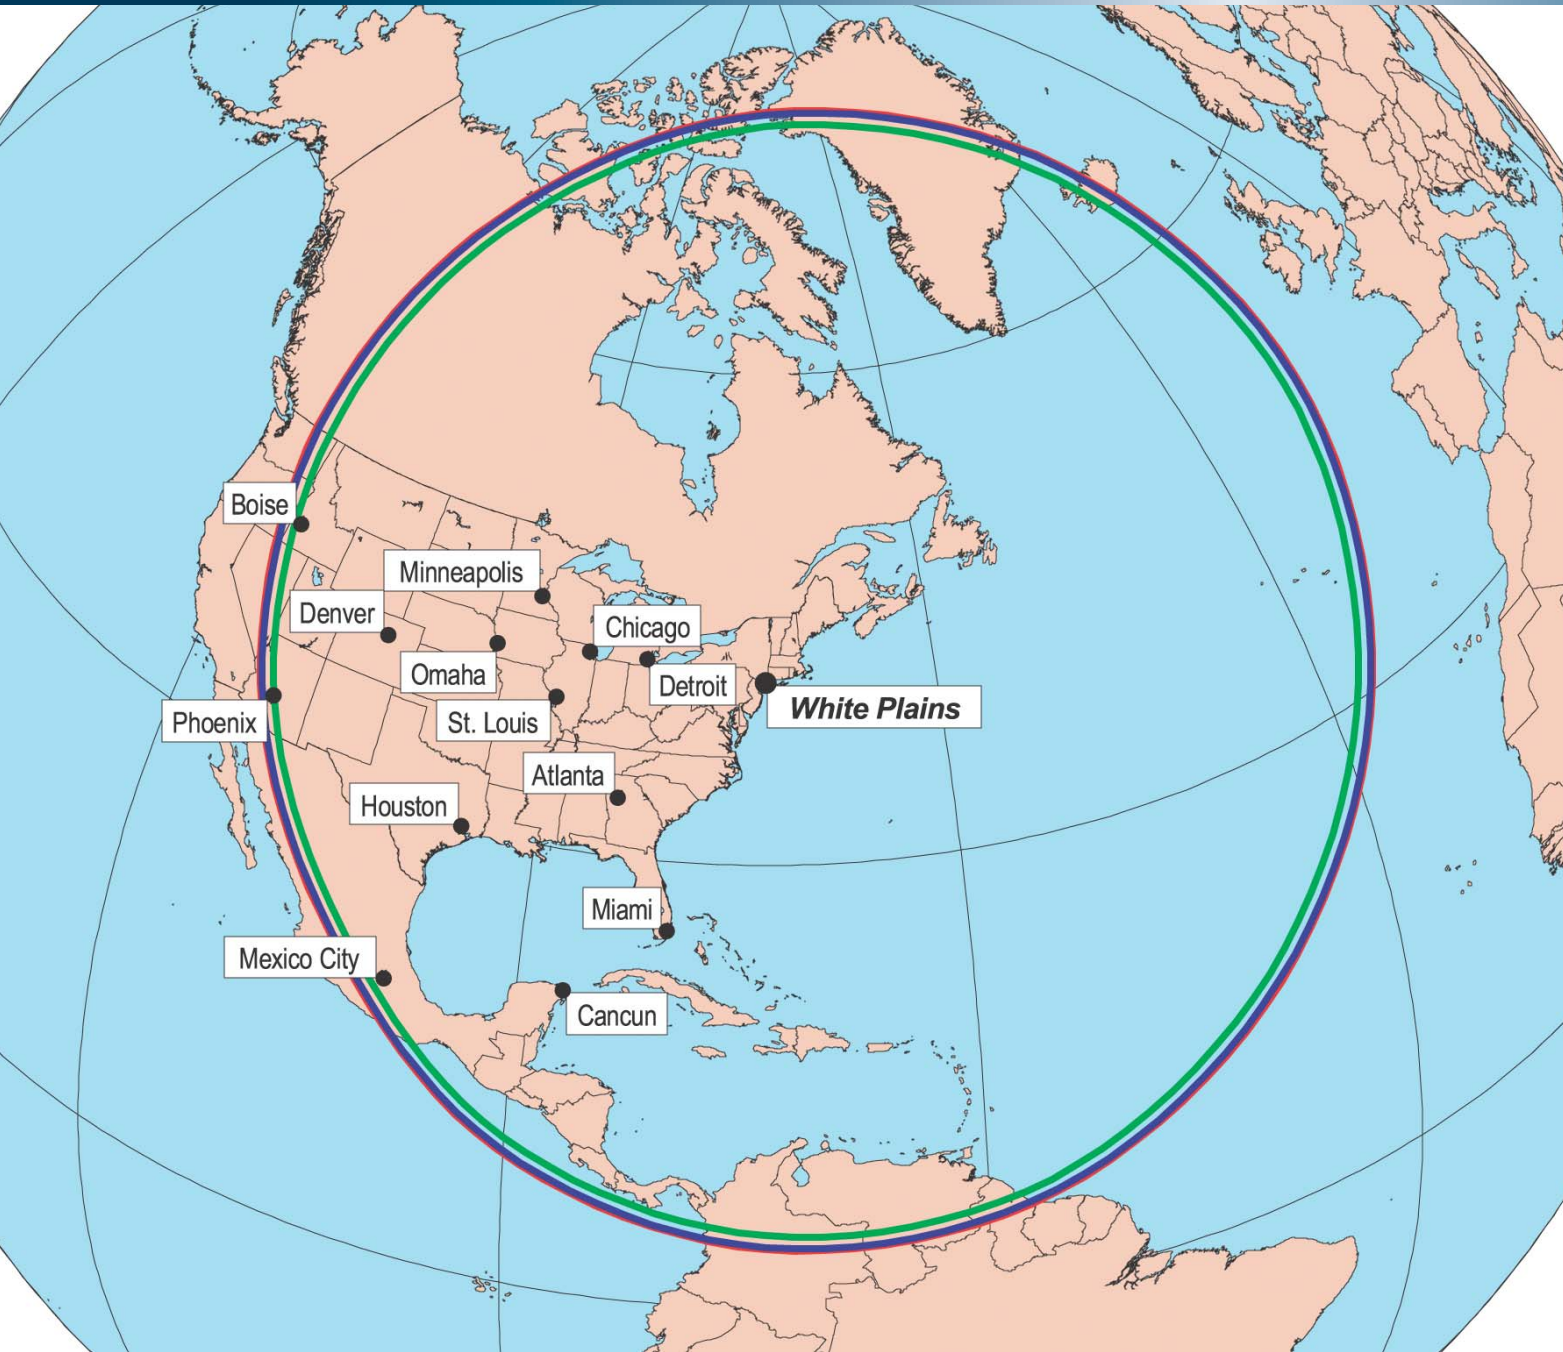 Boise
Minneapolis
Denver
Chicago
Omaha
Detroit
White Plains
Phoenix
St. Louis
Atlanta
Houston
Miami
Mexico City
Cancun